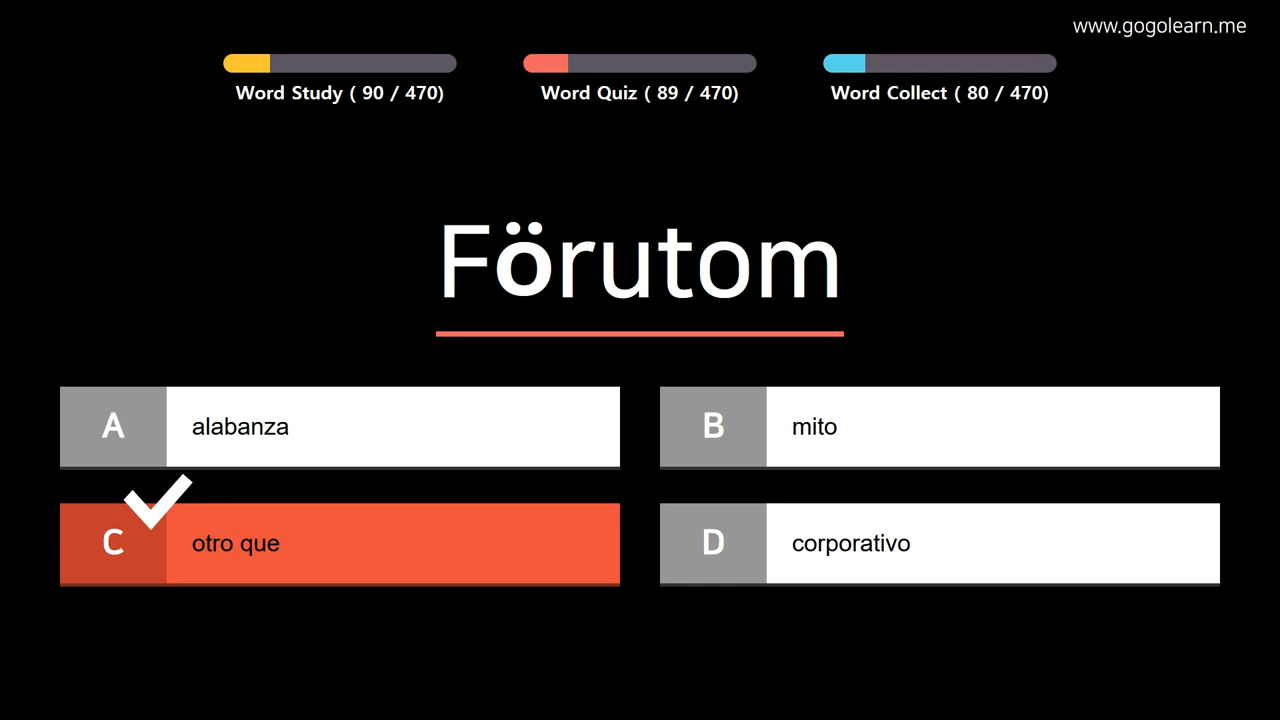 www.gogolearn.me
Word Study ( 90 / 470)
Word Quiz ( 89 / 470)
Word Collect ( 80 / 470)
Förutom
A alabanza
B mito
C otro que
D corporativo